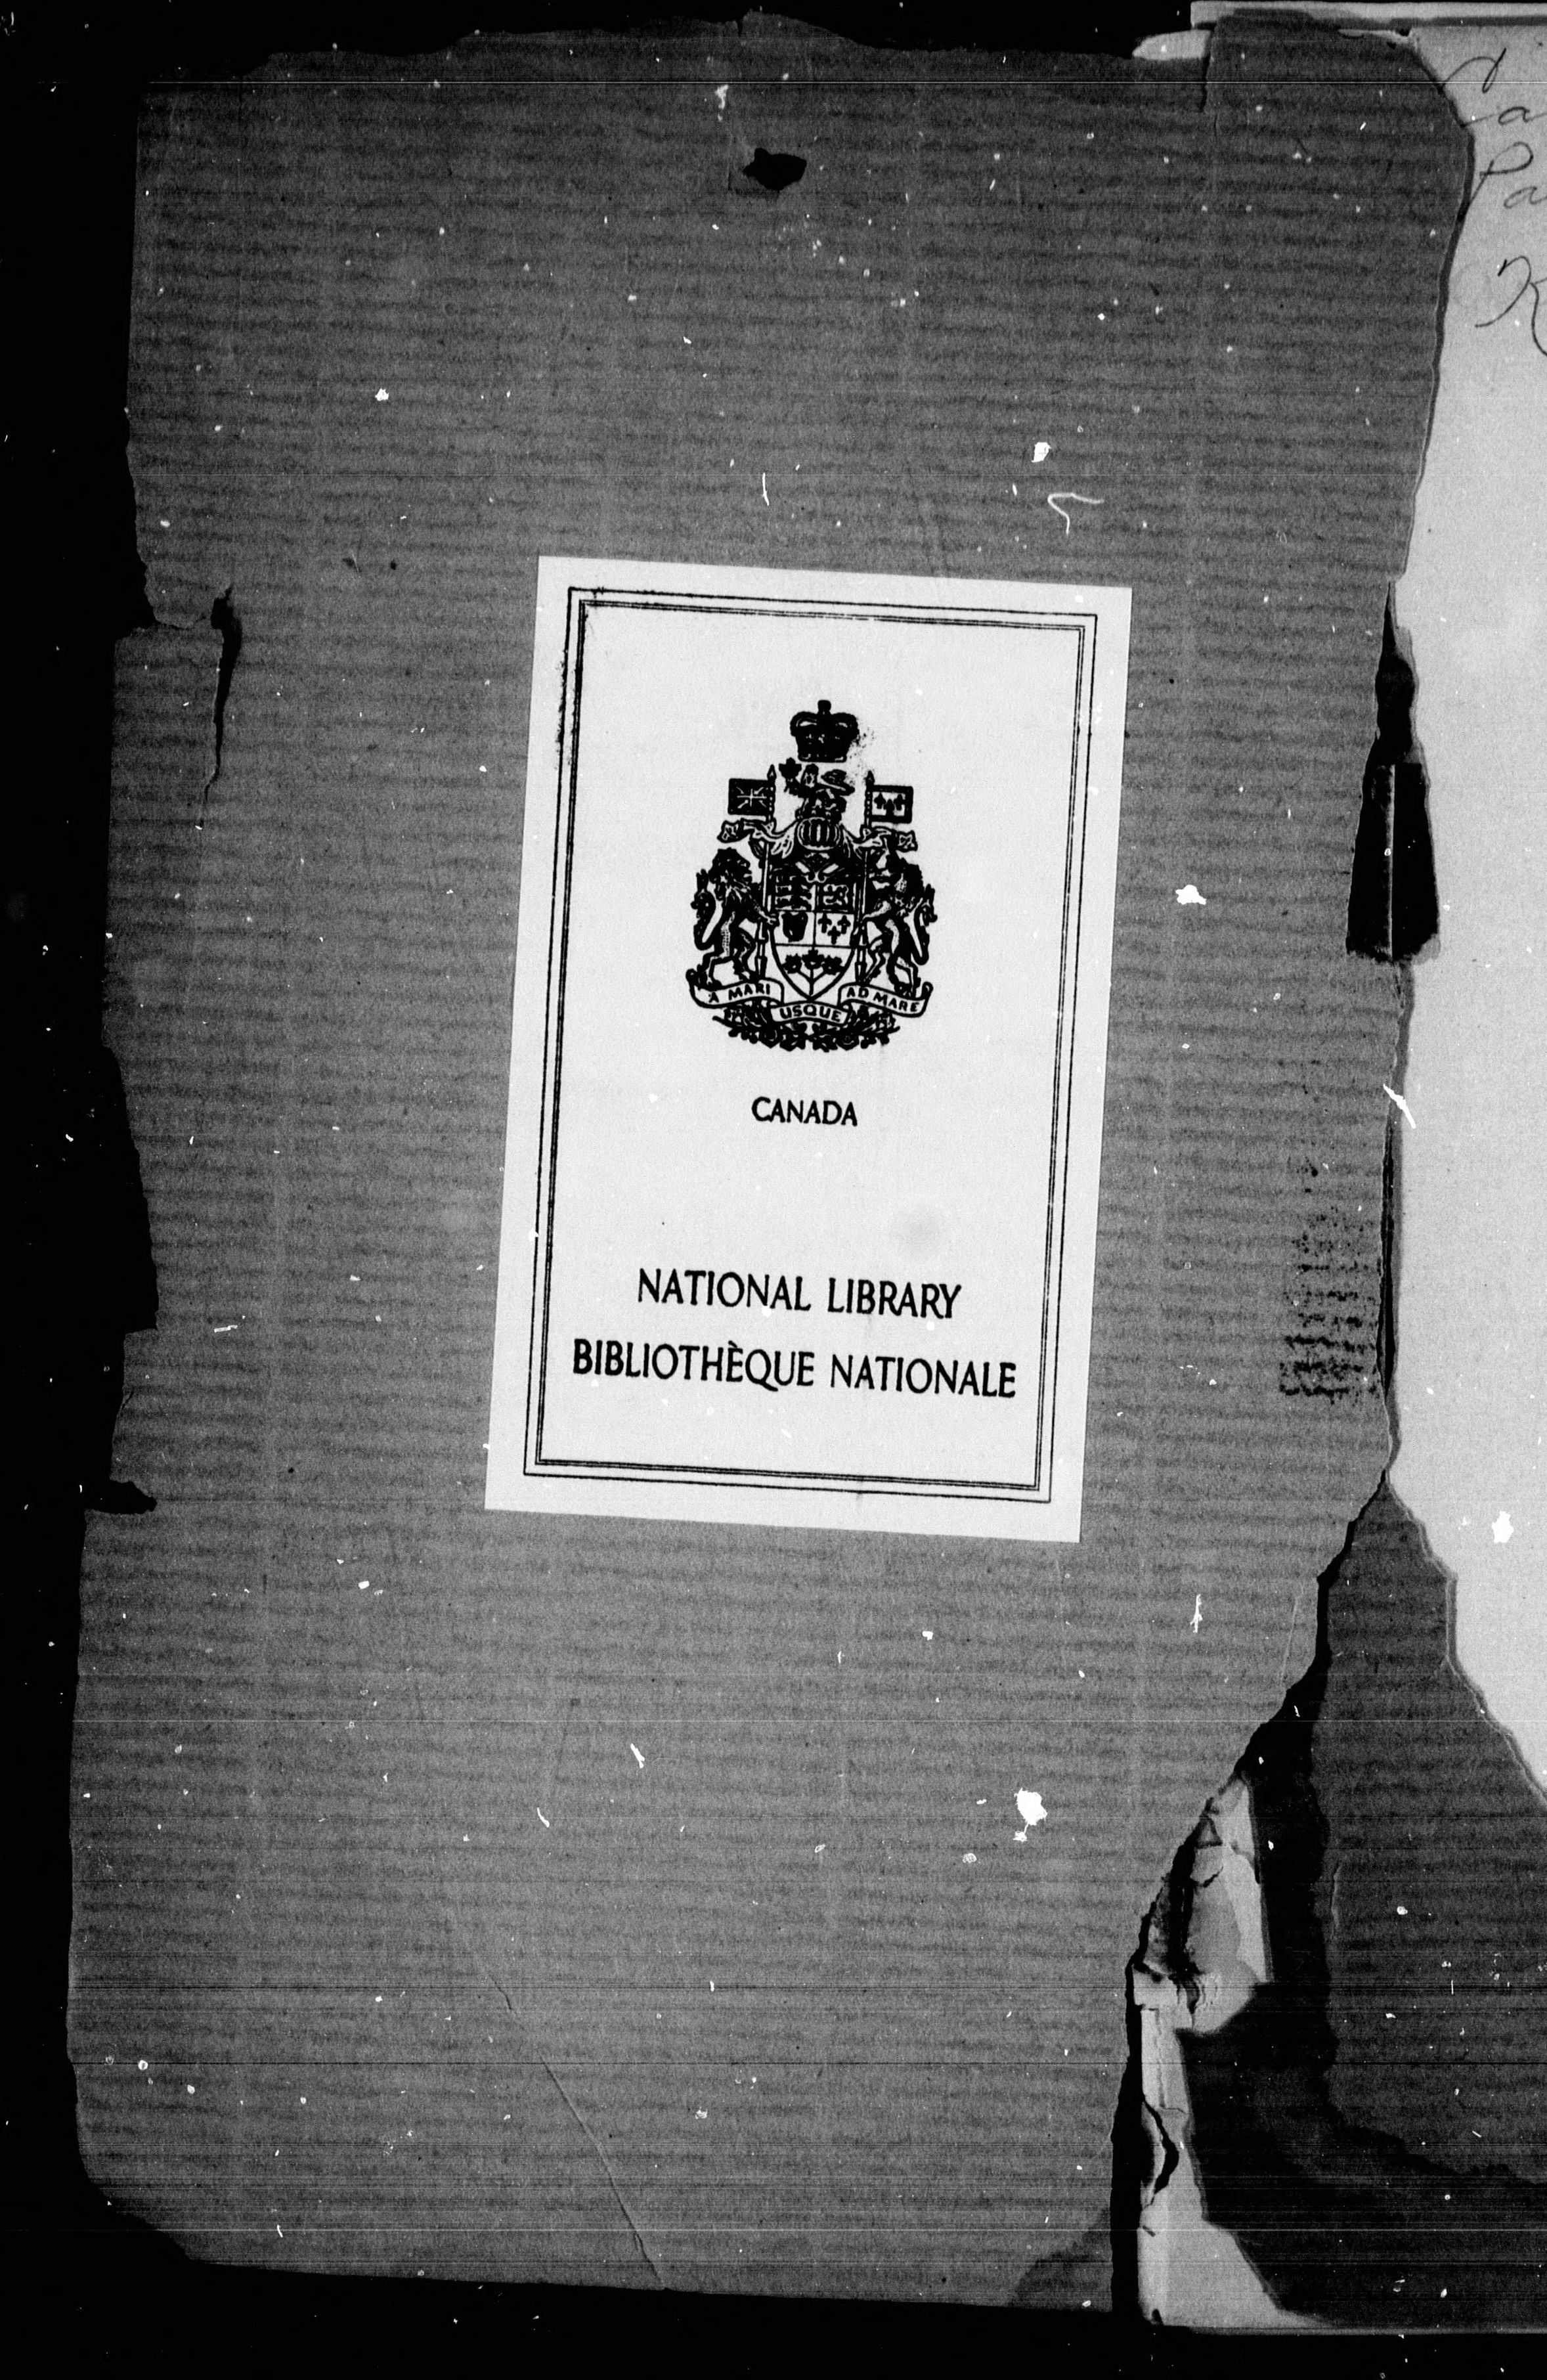 A MARI USQUE AD MARE
CANADA
NATIONAL LIBRARY
BIBLIOTHÈQUE NATIONALE